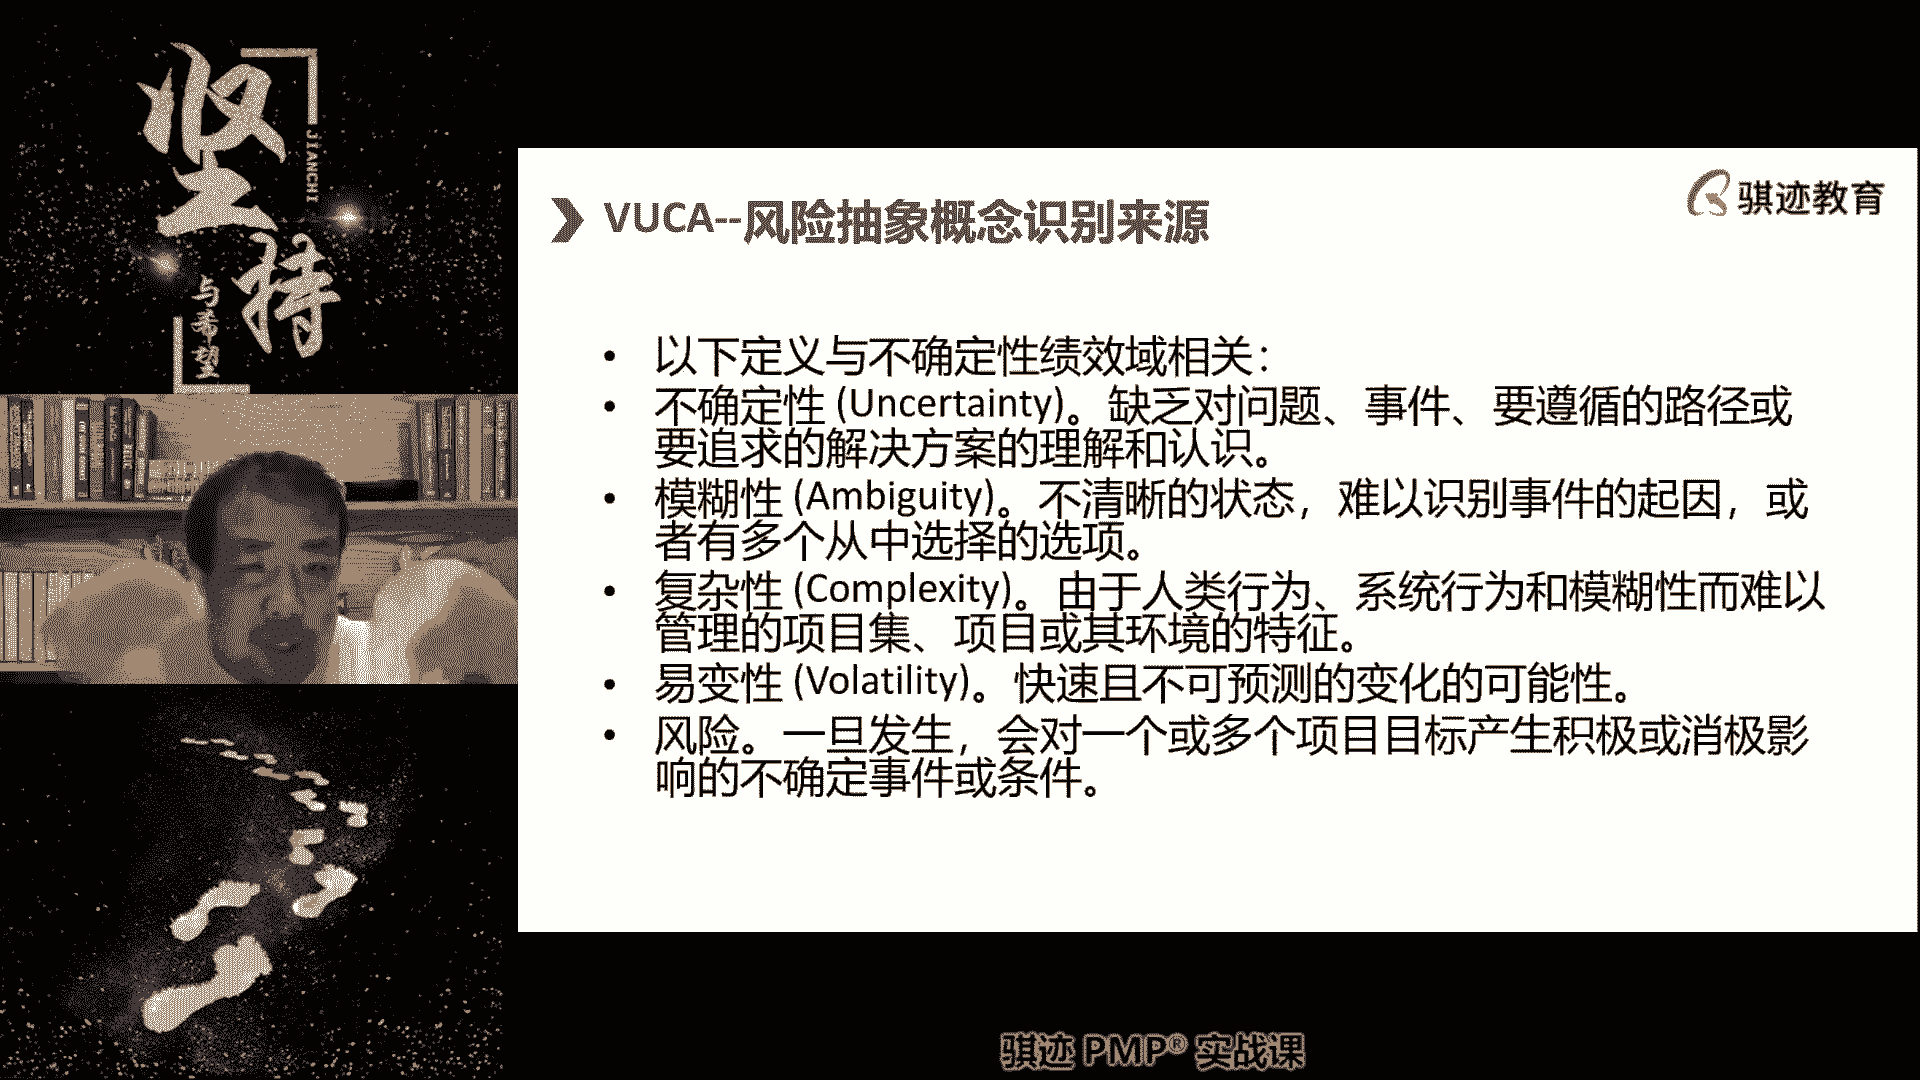 坚
JIANCHI
持
与希望
VUCA--风险抽象概念识别来源
骐迹教育
• 以下定义与不确定性绩效域相关：
• 不确定性 (Uncertainty)。缺乏对问题、事件、要遵循的路径或
要追求的解决方案的理解和认识。
• 模糊性 (Ambiguity)。不清晰的状态，难以识别事件的起因，或
者有多个从中选择的选项。
• 复杂性 (Complexity)。由于人类行为、系统行为和模糊性而难以
管理的项目集、项目或其环境的特征。
• 易变性 (Volatility)。快速且不可预测的变化的可能性。
• 风险。一旦发生，会对一个或多个项目目标产生积极或消极影
响的不确定事件或条件。
骐迹 PMP® 实战课